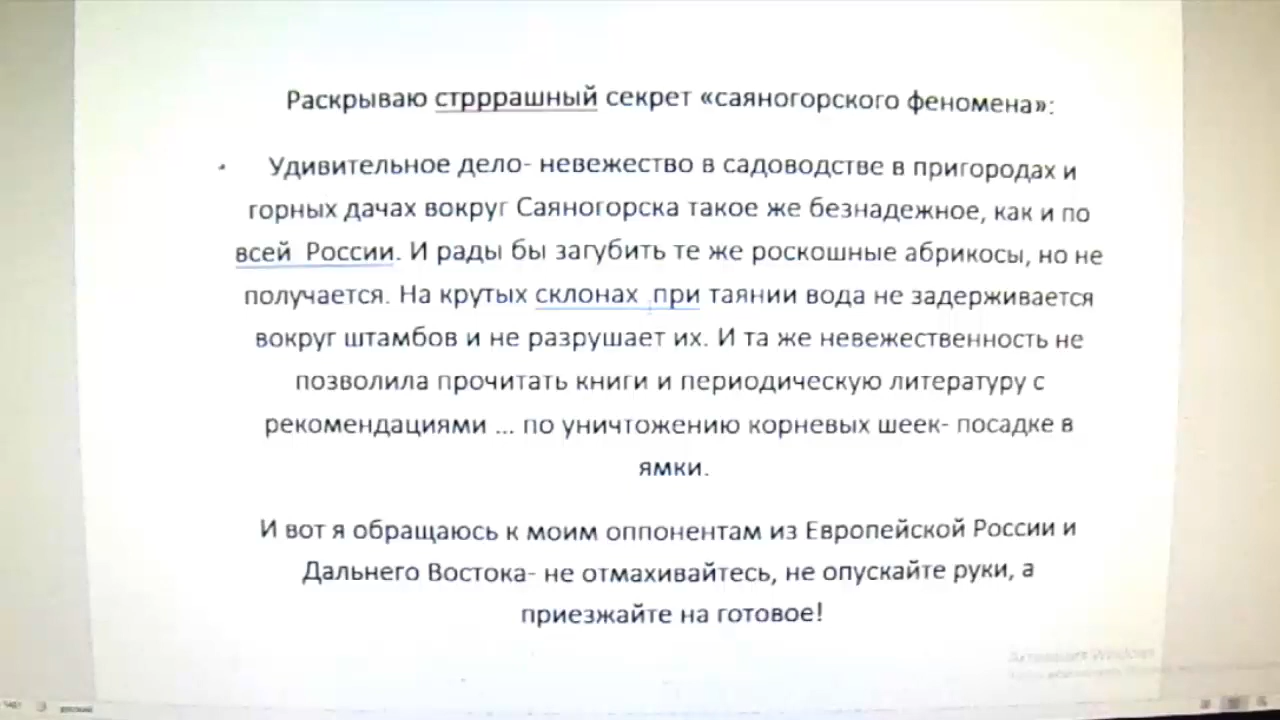 Раскрываю стрррашный секрет «саяногорского феномена»:
Удивительное дело- невежество в садоводстве в пригородах и
горных дачах вокруг Саяногорска такое же безнадежное, как и по
всей  России. И рады бы загубить те же роскошные абрикосы, но не
получается. На крутых склонах  при таянии вода не задерживается
вокруг штамбов и не разрушает их. И та же невежественность не
позволила прочитать книги и периодическую литературу с
рекомендациями ... по уничтожению корневых шеек- посадке в
ямки.
И вот я обращаюсь к моим оппонентам из Европейской России и
Дальнего Востока- не отмахивайтесь, не опускайте руки, а
приезжайте на готовое!
Активация Windows
русский